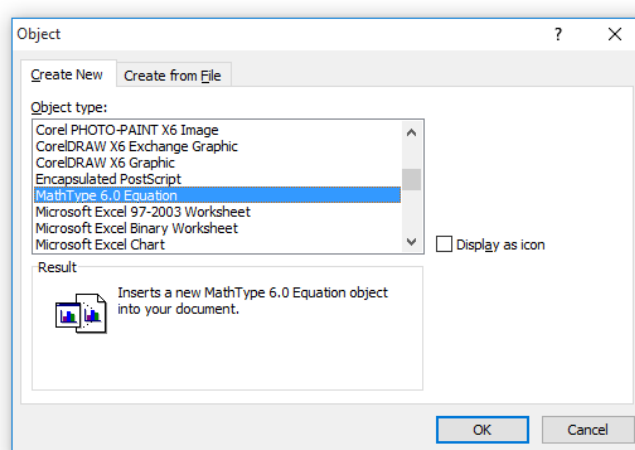 Object
Create New
Create from File
Object type:
Corel PHOTO-PAINT X6 Image
CorelDRAW X6 Exchange Graphic
CorelDRAW X6 Graphic
Encapsulated PostScript
MathType 6.0 Equation
Microsoft Excel 97-2003 Worksheet
Microsoft Excel Binary Worksheet
Microsoft Excel Chart
Display as icon
Result
Inserts a new MathType 6.0 Equation object
into your document.
OK
Cancel